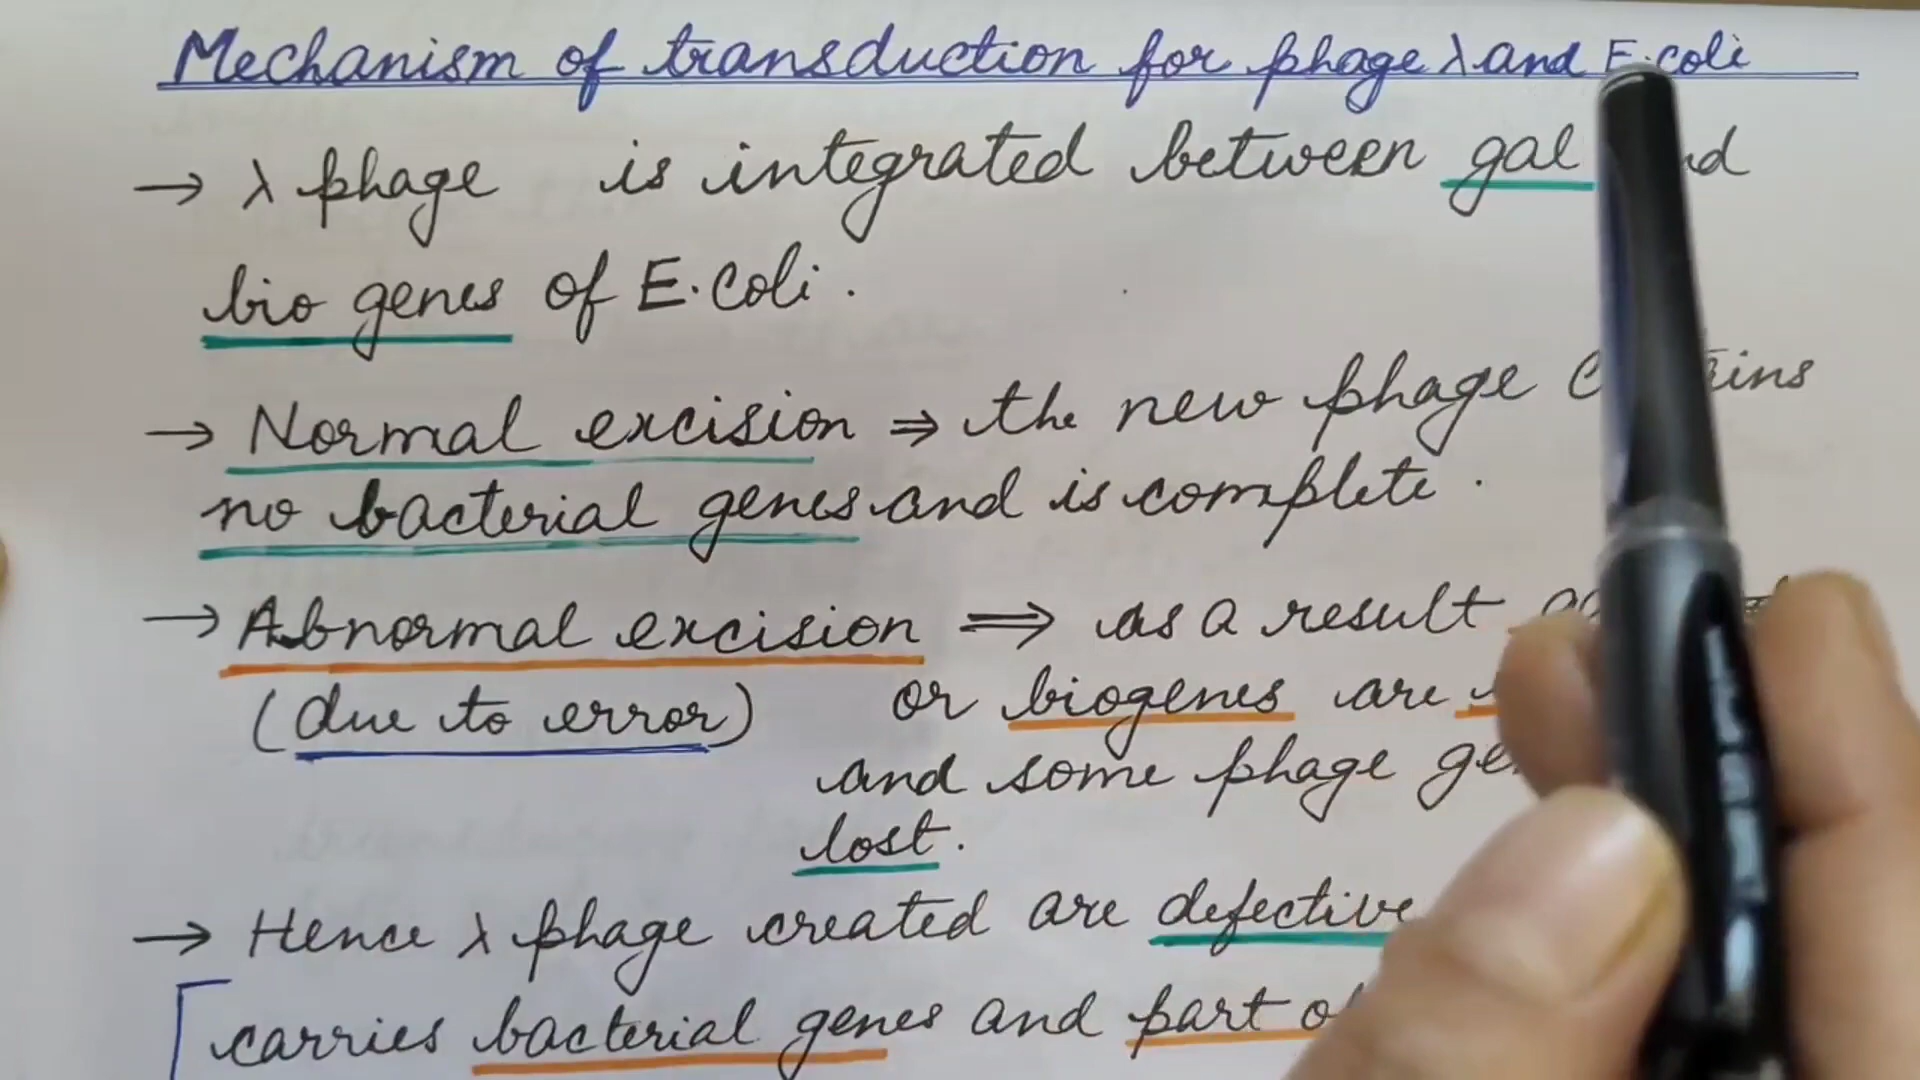 Mechanism of transduction for phage λ and E.coli
→ λ phage is integrated between gal
bio genes of E.Coli.
→ Normal excision ⇒ the new phage
no bacterial genes and is complete.
→ Abnormal excision ⇒ as a result
(due to error) or biogenes are
and some phage
lost.
→ Hence λ phage created are defective
carries bacterial genes and part